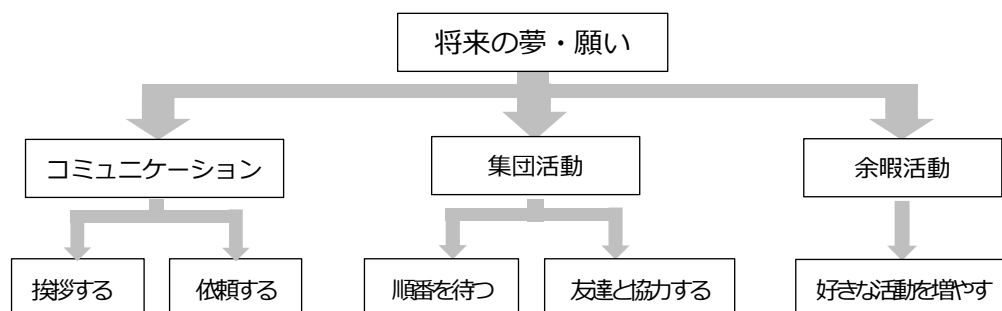 将来の夢・願い
コミュニケーション
集団活動
余暇活動
挨拶する
依頼する
順番を待つ
友達と協力する
好きな活動を増やす